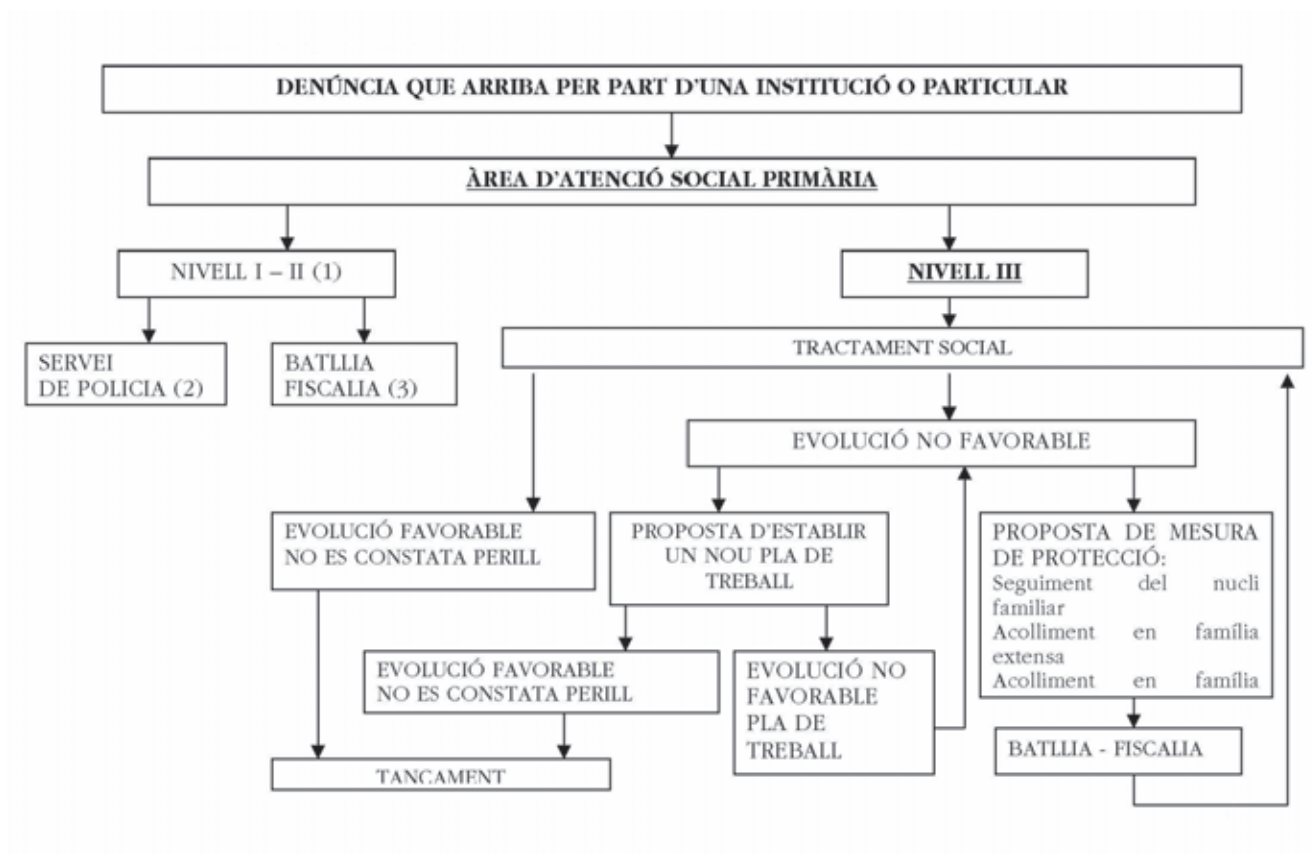 DENÚNCIA QUE ARRIBA PER PART D'UNA INSTITUCIÓ O PARTICULAR
ÀREA D'ATENCIÓ SOCIAL PRIMÀRIA
NIVELL I – II (1)
NIVELL III
SERVEI
DE POLICIA (2)
BATLLIA
FISCALIA (3)
TRACTAMENT SOCIAL
EVOLUCIÓ NO FAVORABLE
EVOLUCIÓ FAVORABLE
NO ES CONSTATA PERILL
PROPOSTA D'ESTABLIR
UN NOU PLA DE
TREBALL
PROPOSTA DE MESURA
DE PROTECCIÓ:
Seguiment del nucli
familiar
Acolliment en família
extensa
Acolliment en família
EVOLUCIÓ FAVORABLE
NO ES CONSTATA PERILL
EVOLUCIÓ NO
FAVORABLE
PLA DE
TREBALL
BATLLIA - FISCALIA
TANCAMENT